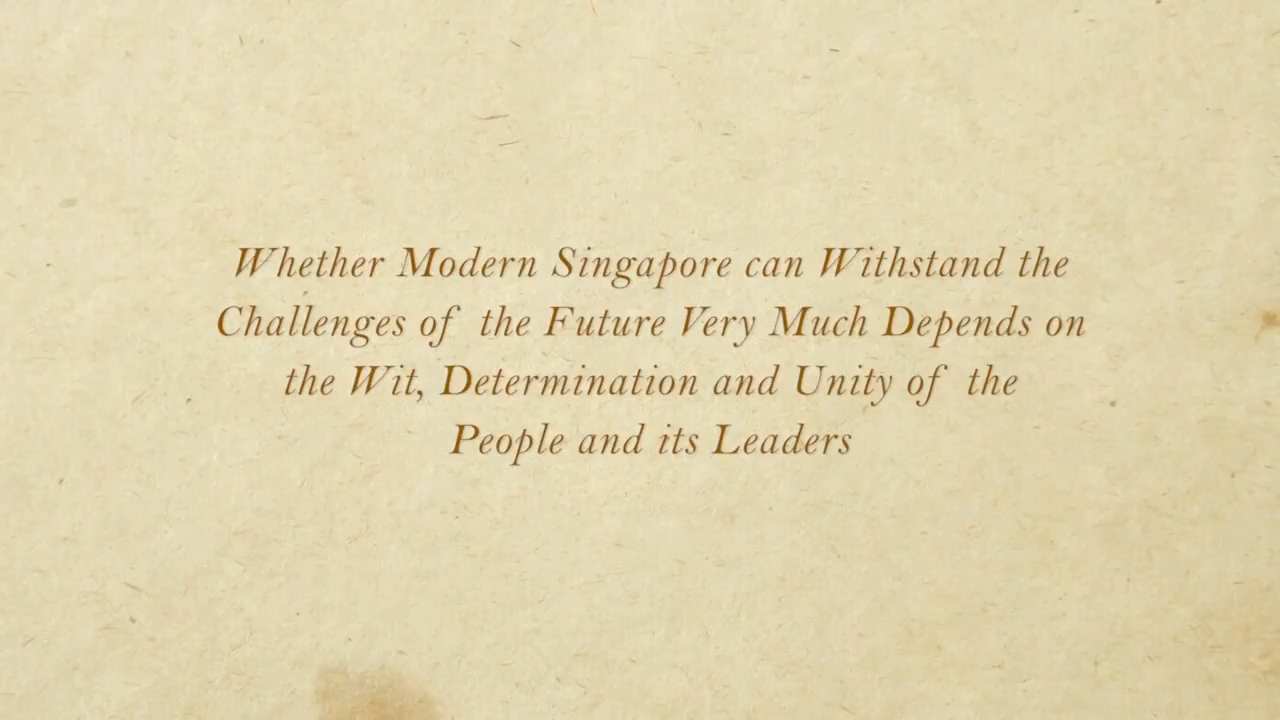 Whether Modern Singapore can Withstand the
Challenges of the Future Very Much Depends on
the Wit, Determination and Unity of the
People and its Leaders